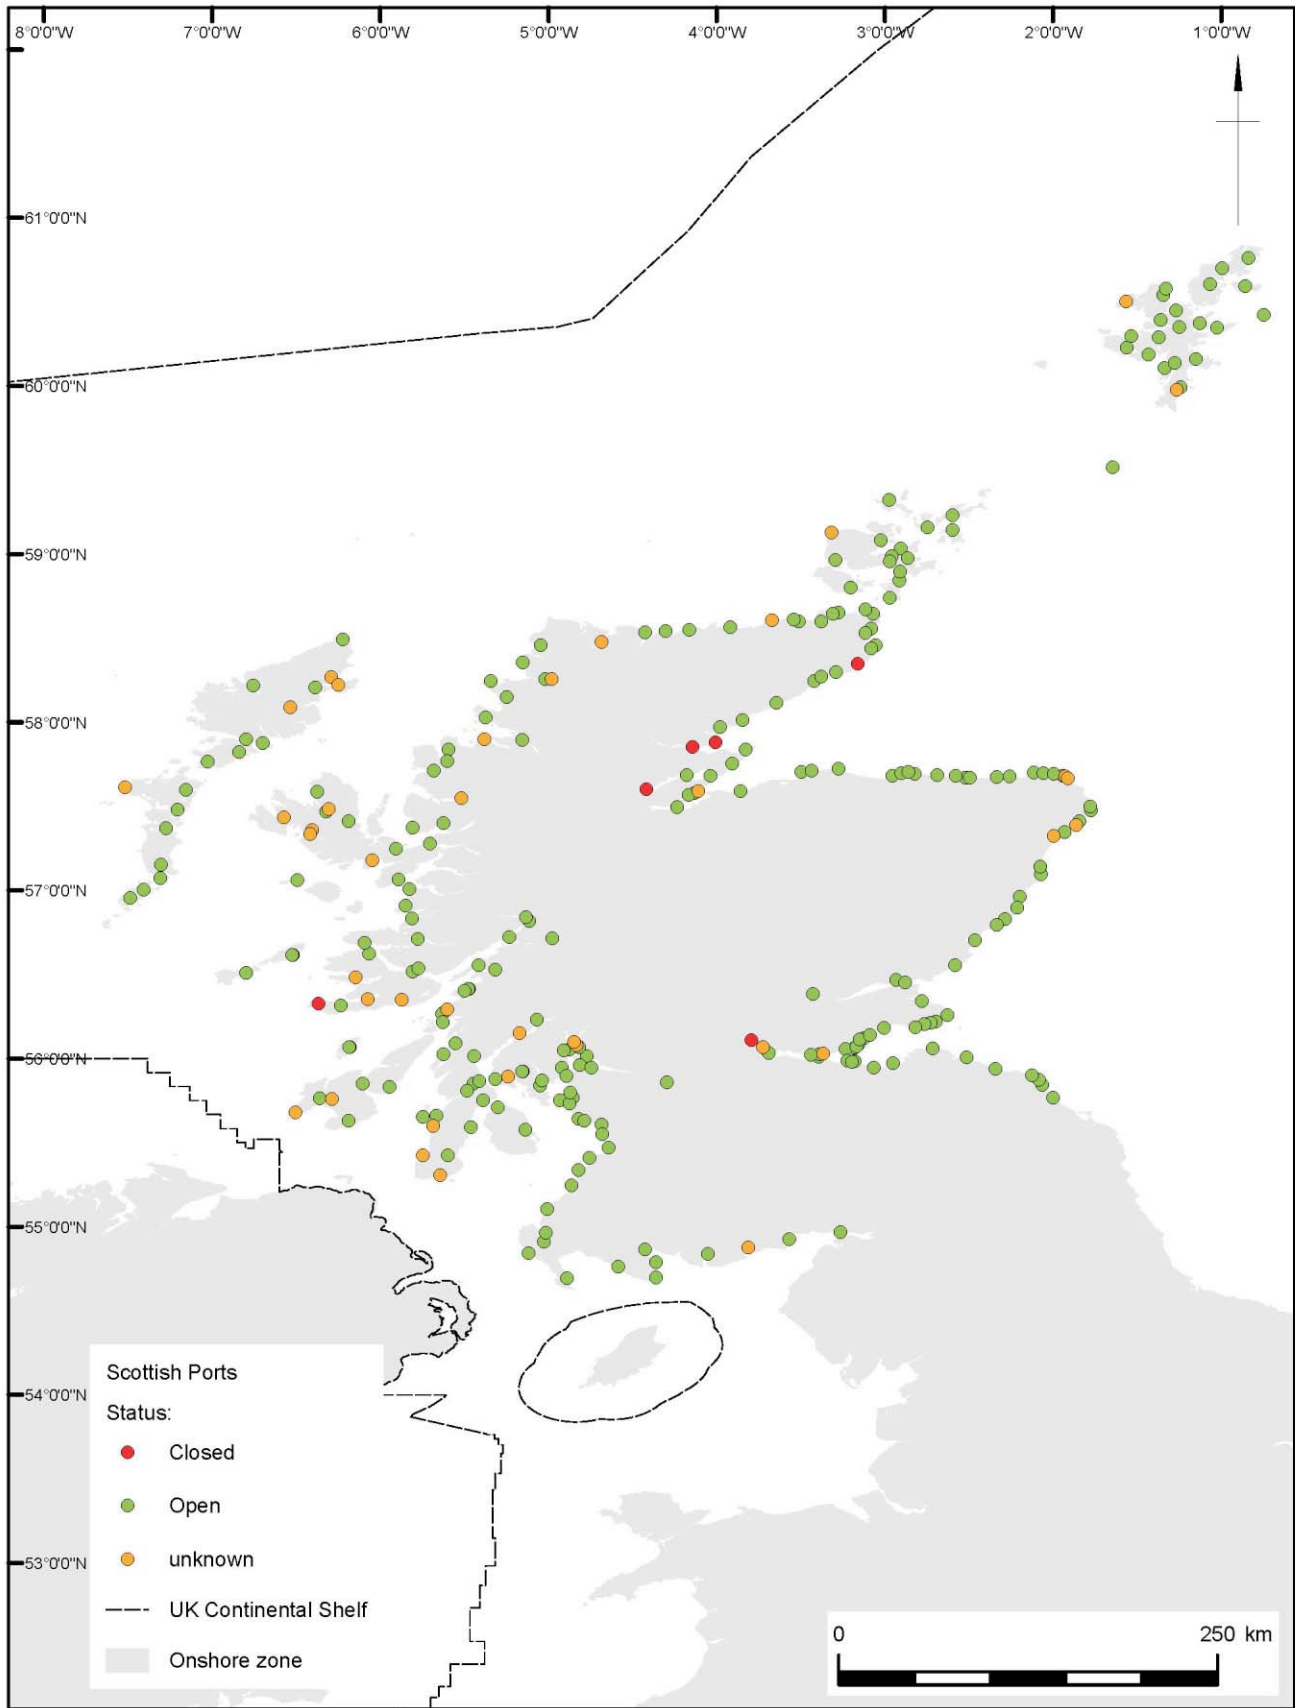 8°0'0"W 7°0'0"W 6°0'0"W 5°0'0"W 4°0'0"W 3°0'0"W 2°0'0"W 1°0'0"W
61°0'0"N
60°0'0"N
59°0'0"N
58°0'0"N
57°0'0"N
56°0'0"N
55°0'0"N
54°0'0"N
53°0'0"N
Scottish Ports
Status:
Closed
Open
unknown
UK Continental Shelf
Onshore zone
0 250 km